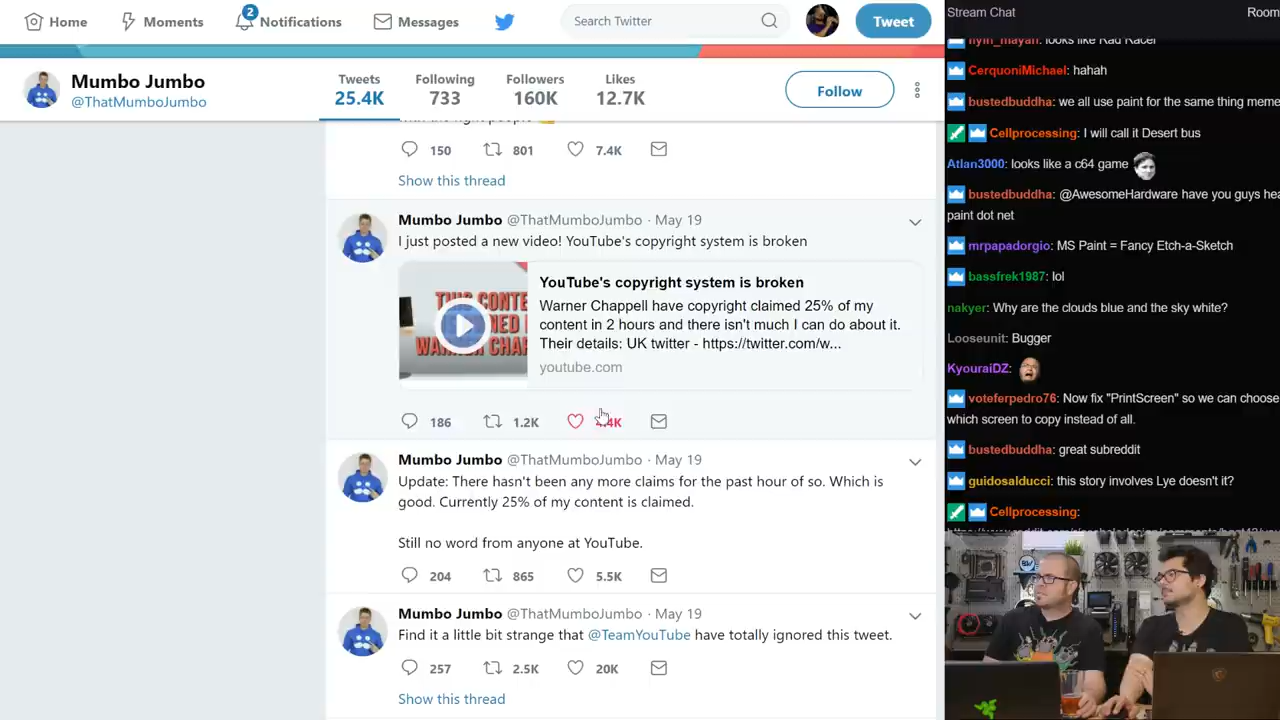 Home
Moments
2
Notifications
Messages
Search Twitter
Tweet
Mumbo Jumbo
@ThatMumboJumbo
Tweets
25.4K
Following
733
Followers
160K
Likes
12.7K
Follow
150
801
7.4K
Show this thread
Mumbo Jumbo @ThatMumboJumbo · May 19
I just posted a new video! YouTube's copyright system is broken
YouTube's copyright system is broken
Warner Chappell have copyright claimed 25% of my
content in 2 hours and there isn't much I can do about it.
Their details: UK twitter - https://twitter.com/w...
youtube.com
186
1.2K
Mumbo Jumbo @ThatMumboJumbo · May 19
Update: There hasn't been any more claims for the past hour of so. Which is
good. Currently 25% of my content is claimed.
Still no word from anyone at YouTube.
204
865
5.5K
Mumbo Jumbo @ThatMumboJumbo · May 19
Find it a little bit strange that @TeamYouTube have totally ignored this tweet.
257
2.5K
20K
Show this thread
Stream Chat
Room
looks like Rad Racer
CerquoniMichael: hahah
bustedbuddha: we all use paint for the same thing meme
Cellprocessing: I will call it Desert bus
Atlan3000: looks like a c64 game
bustedbuddha: @AwesomeHardware have you guys hea
paint dot net
mrpapadorgio: MS Paint = Fancy Etch-a-Sketch
bassfrek1987: lol
nakyer: Why are the clouds blue and the sky white?
Looseunit: Bugger
KyouraiDZ:
voteferpedro76: Now fix "PrintScreen" so we can choose
which screen to copy instead of all.
bustedbuddha: great subreddit
guidosalducci: this story involves Lye doesn't it?
Cellprocessing: